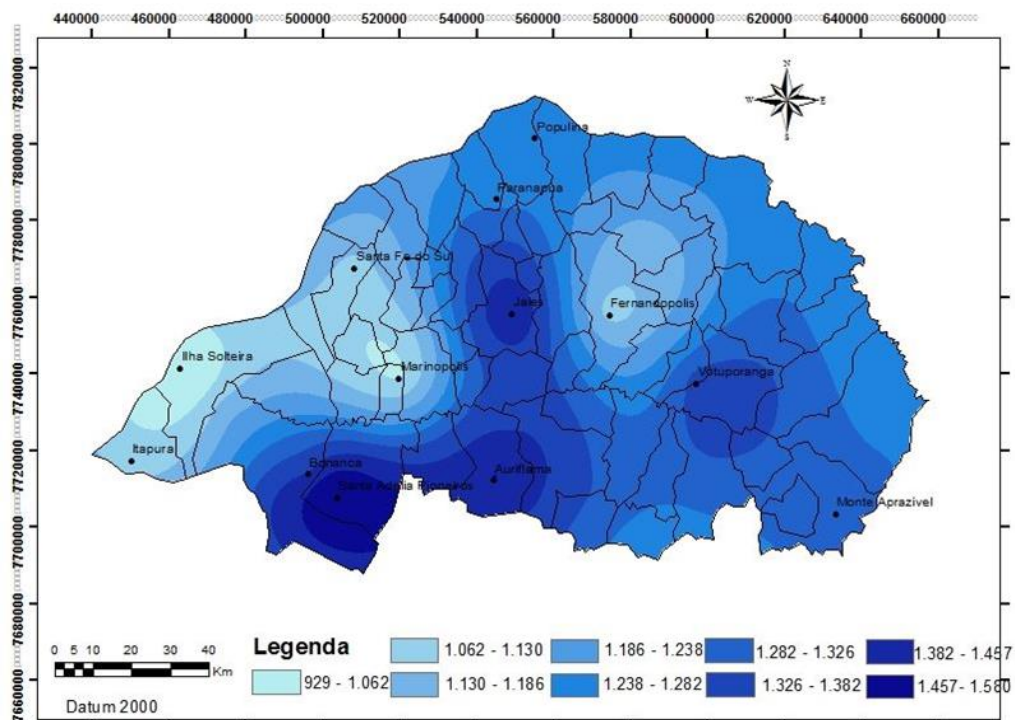 440000 460000 480000 500000 520000 540000 560000 580000 600000 620000 640000 660000
7820000
7800000
7780000
7760000
7740000
7720000
7700000
7680000
7660000
N
W E
S
Populina
Paranapua
Santa Fe do Sul
Jales
Fernandopolis
Ilha Solteira
Marinopolis
Votuporanga
Itapura
Bonanca
Auriflama
Santa Adelia Pioneiros
Monte Aprazivel
0 5 10 20 30 40
Km
Datum 2000
Legenda
929 - 1.062
1.062 - 1.130
1.130 - 1.186
1.186 - 1.238
1.238 - 1.282
1.282 - 1.326
1.326 - 1.382
1.382 - 1.457
1.457- 1.580